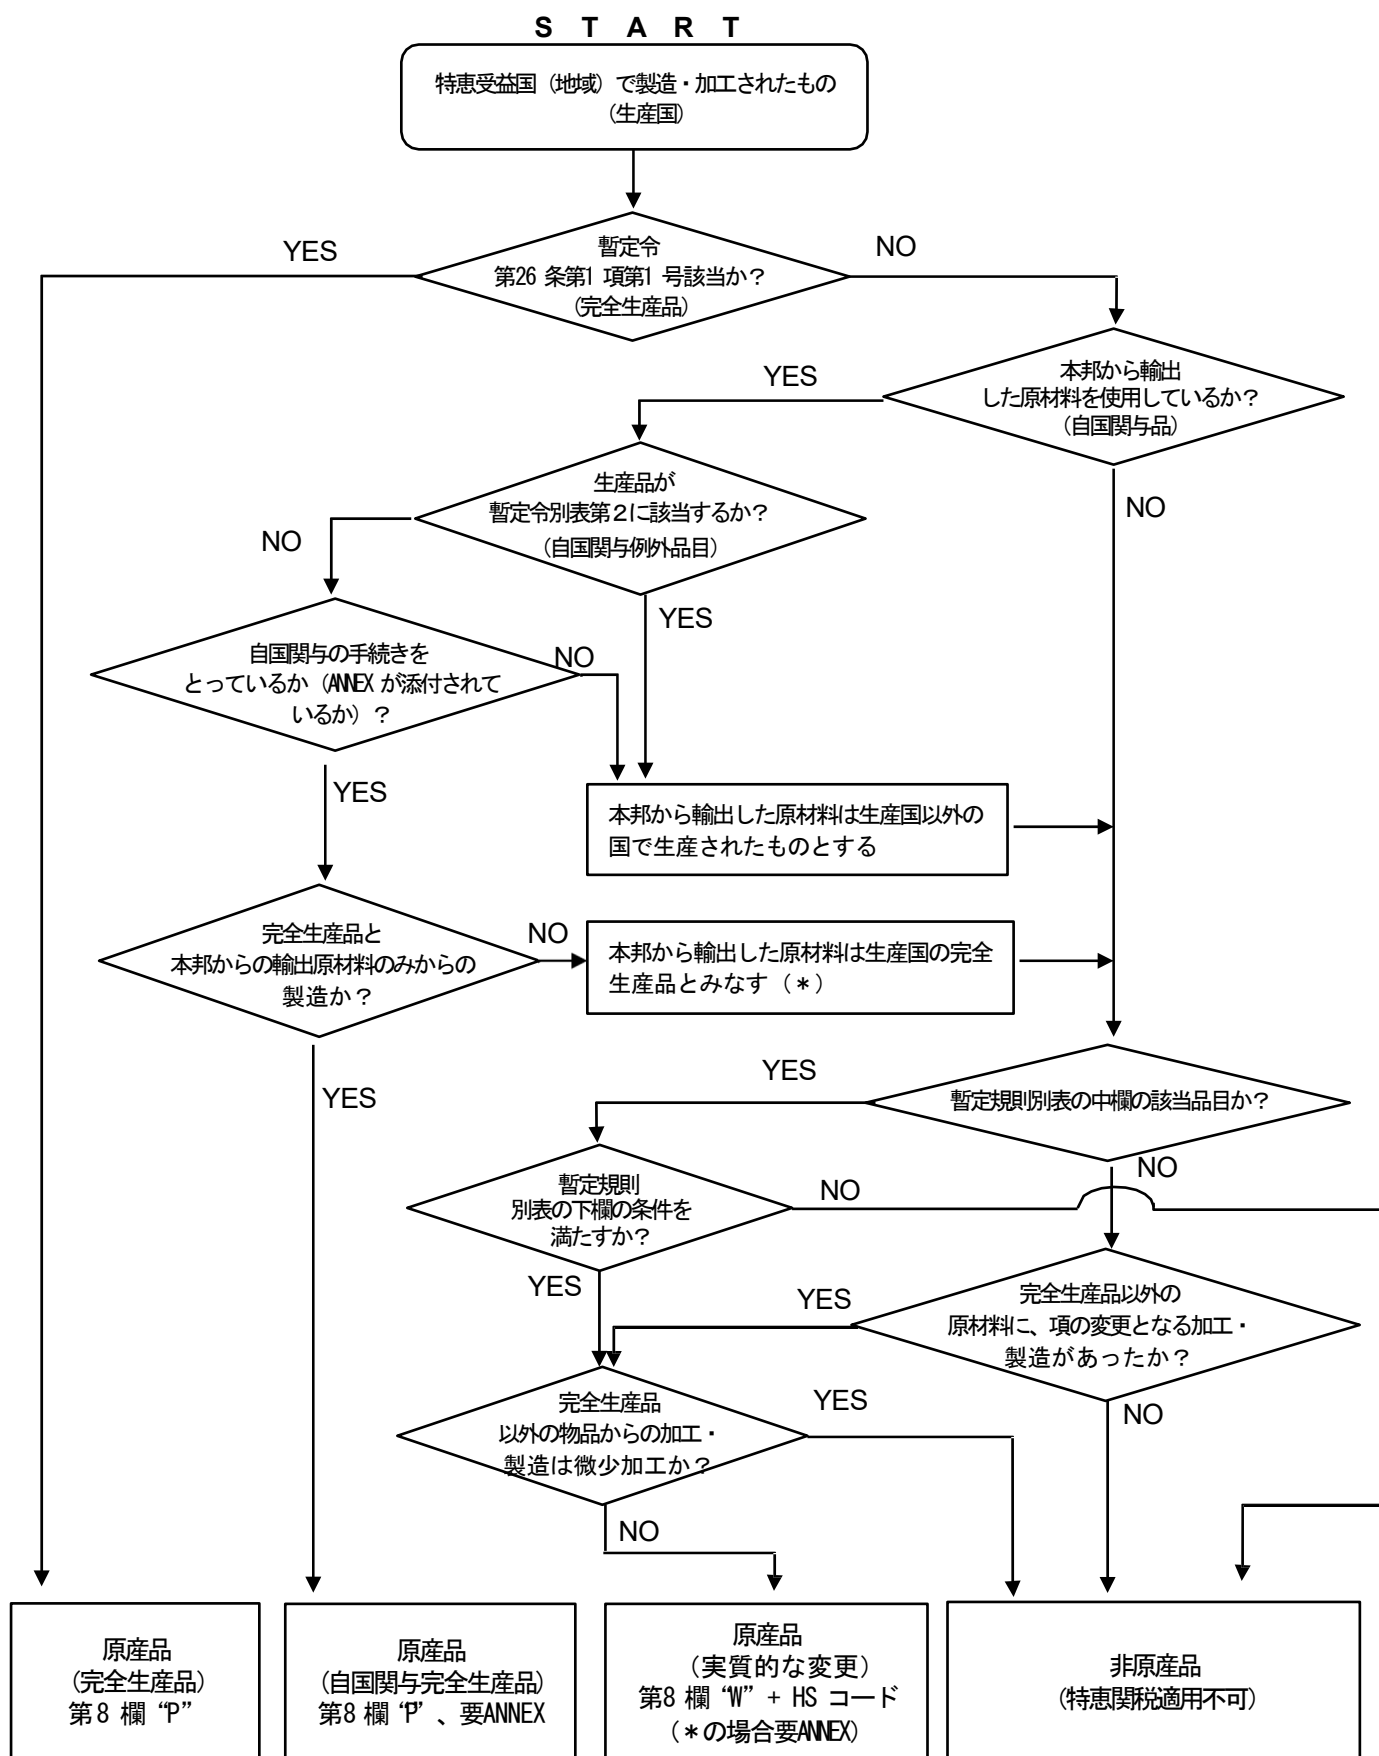 S T A R T
特恵受益国（地域）で製造・加工されたもの
（生産国）
YES
暫定令
第26 条第1 項第1 号該当か？
（完全生産品）
NO
YES
本邦から輸出
した原材料を使用しているか？
（自国関与品）
生産品が
暫定令別表第２に該当するか？
（自国関与例外品目）
NO
NO
YES
自国関与の手続きを
とっているか（ANNEX が添付されて
いるか）？
NO
YES
本邦から輸出した原材料は生産国以外の
国で生産されたものとする
完全生産品と
本邦からの輸出原材料のみからの
製造か？
NO
本邦から輸出した原材料は生産国の完全
生産品とみなす（＊）
YES
YES
暫定規則別表の中欄の該当品目か？
NO
暫定規則
別表の下欄の条件を
満たすか？
NO
YES
YES
完全生産品以外の
原材料に、項の変更となる加工・
製造があったか？
完全生産品
以外の物品からの加工・
製造は微少加工か？
YES
NO
NO
原産品
（完全生産品）
第８欄“P”
原産品
（自国関与完全生産品）
第8 欄“P”、要ANNEX
原産品
（実質的な変更）
第8 欄“W”+ HS コード
（＊の場合要ANNEX）
非原産品
（特恵関税適用不可）